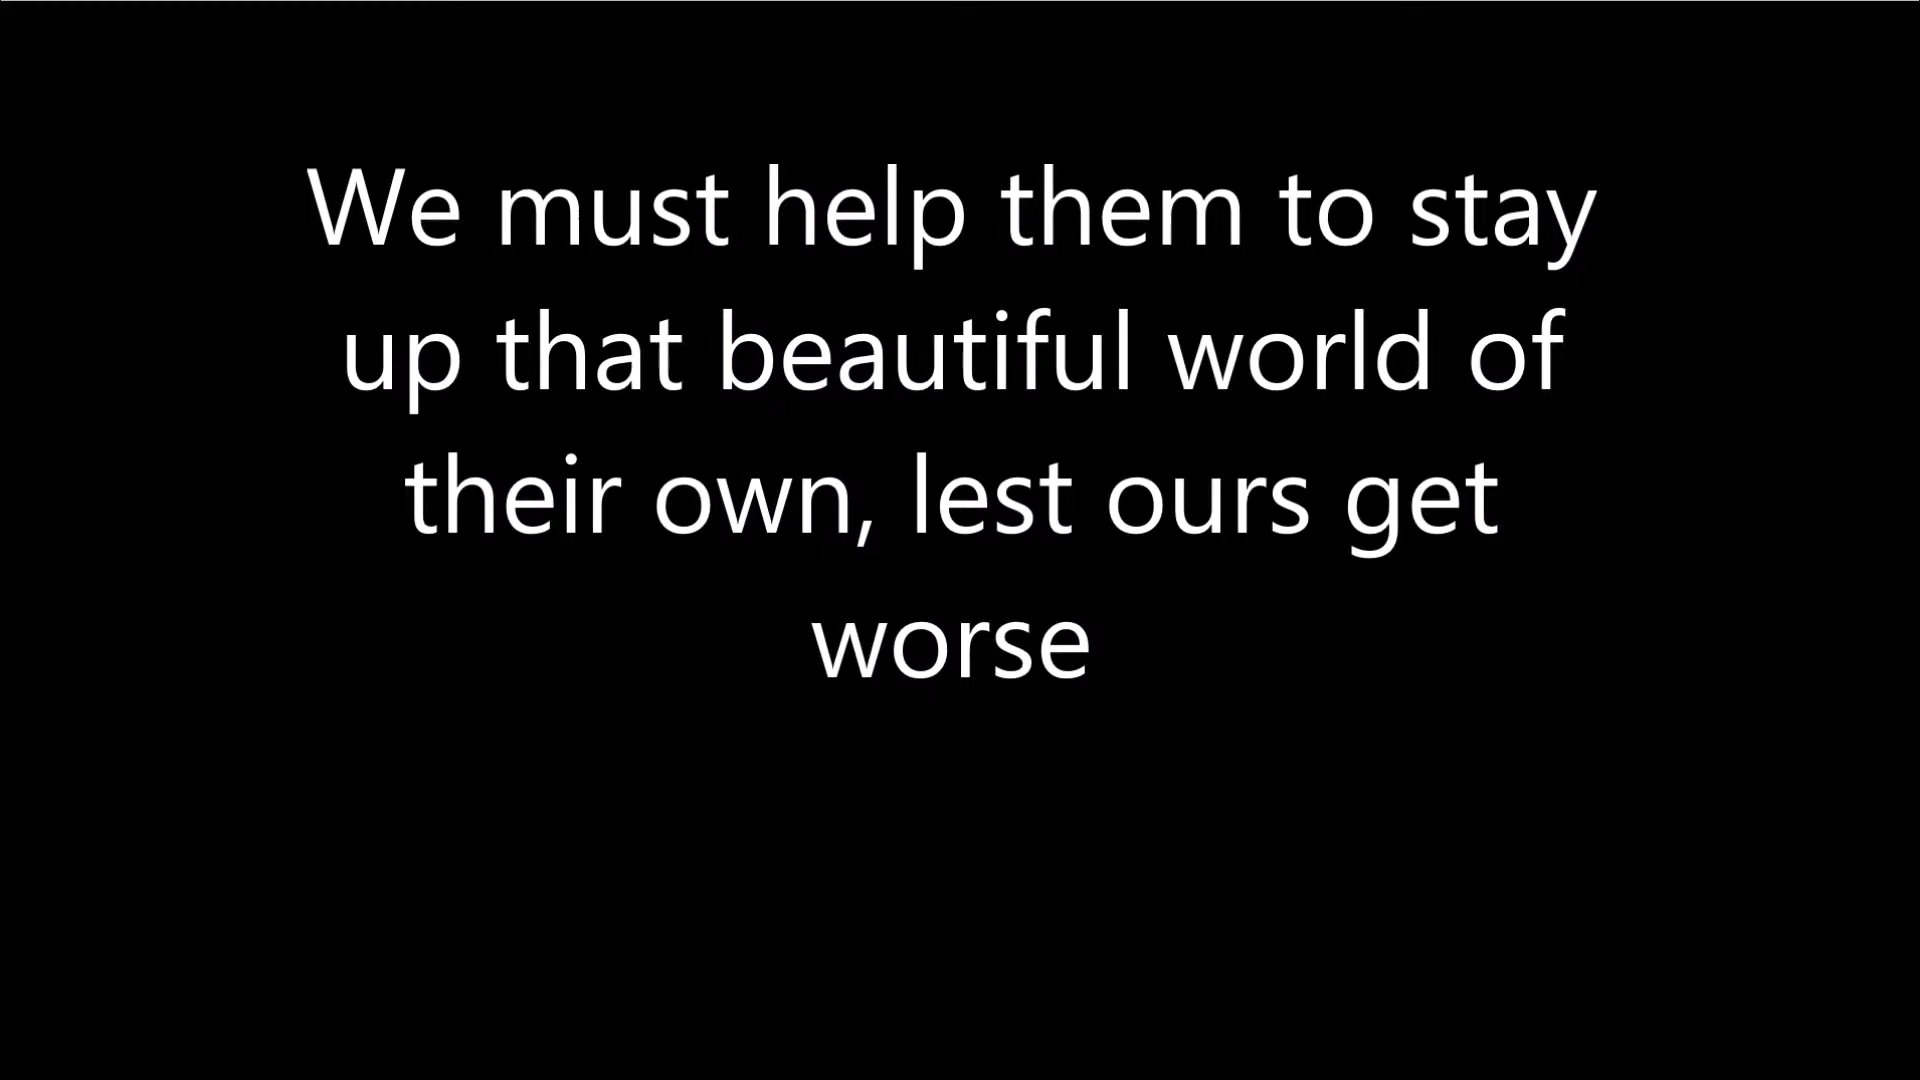 We must help them to stay
up that beautiful world of
their own, lest ours get
worse